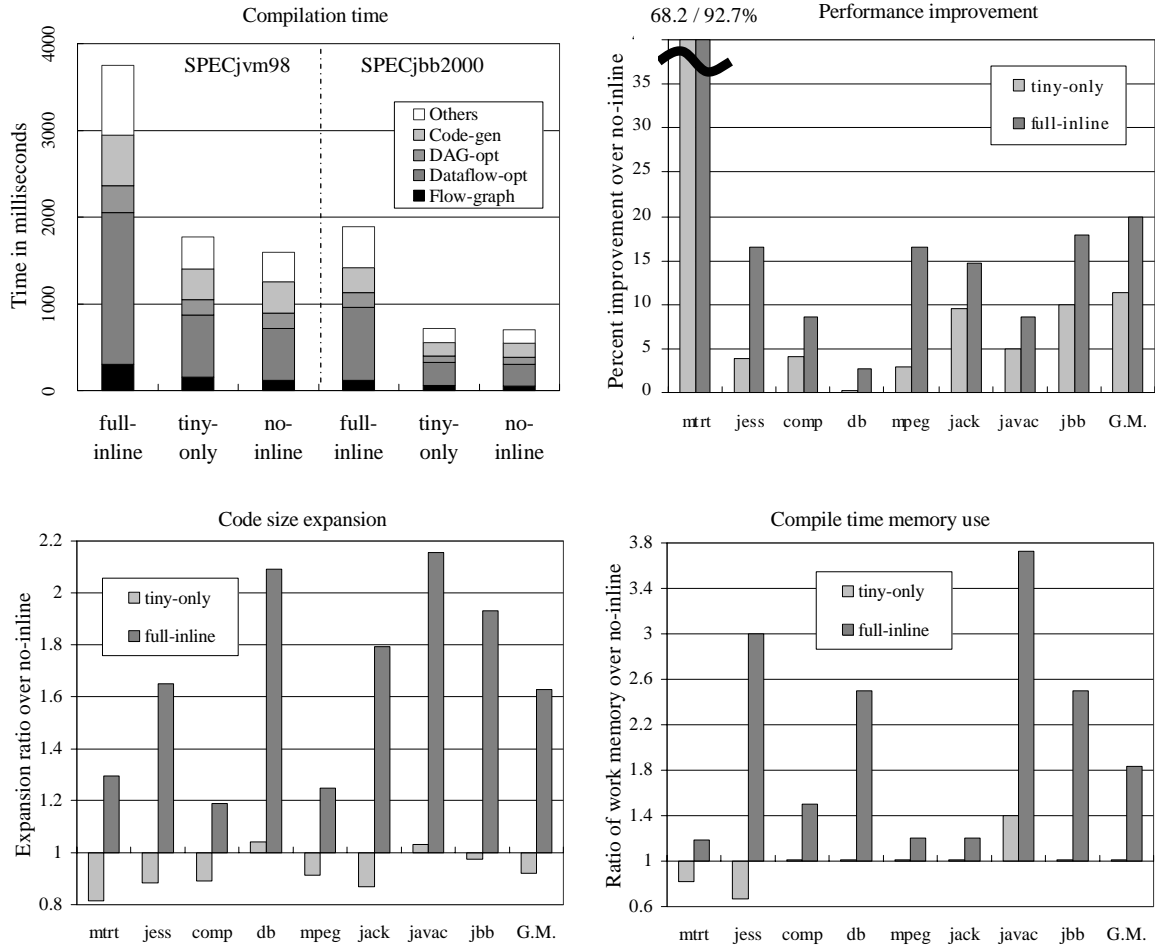 Compilation time
Time in milliseconds
4000
3000
2000
1000
0
SPECjvm98
SPECjbb2000
Others
Code-gen
DAG-opt
Dataflow-opt
Flow-graph
full-inline
tiny-only
no-inline
full-inline
tiny-only
no-inline
68.2 / 92.7%
Performance improvement
Percent improvement over no-inline
35
30
25
20
15
10
5
0
tiny-only
full-inline
mtrt jess comp db mpeg jack javac jbb G.M.
Code size expansion
Expansion ratio over no-inline
2.2
2
1.8
1.6
1.4
1.2
1
0.8
tiny-only
full-inline
mtrt jess comp db mpeg jack javac jbb G.M.
Compile time memory use
Ratio of work memory over no-inline
3.8
3.4
3
2.6
2.2
1.8
1.4
1
0.6
tiny-only
full-inline
mtrt jess comp db mpeg jack javac jbb G.M.